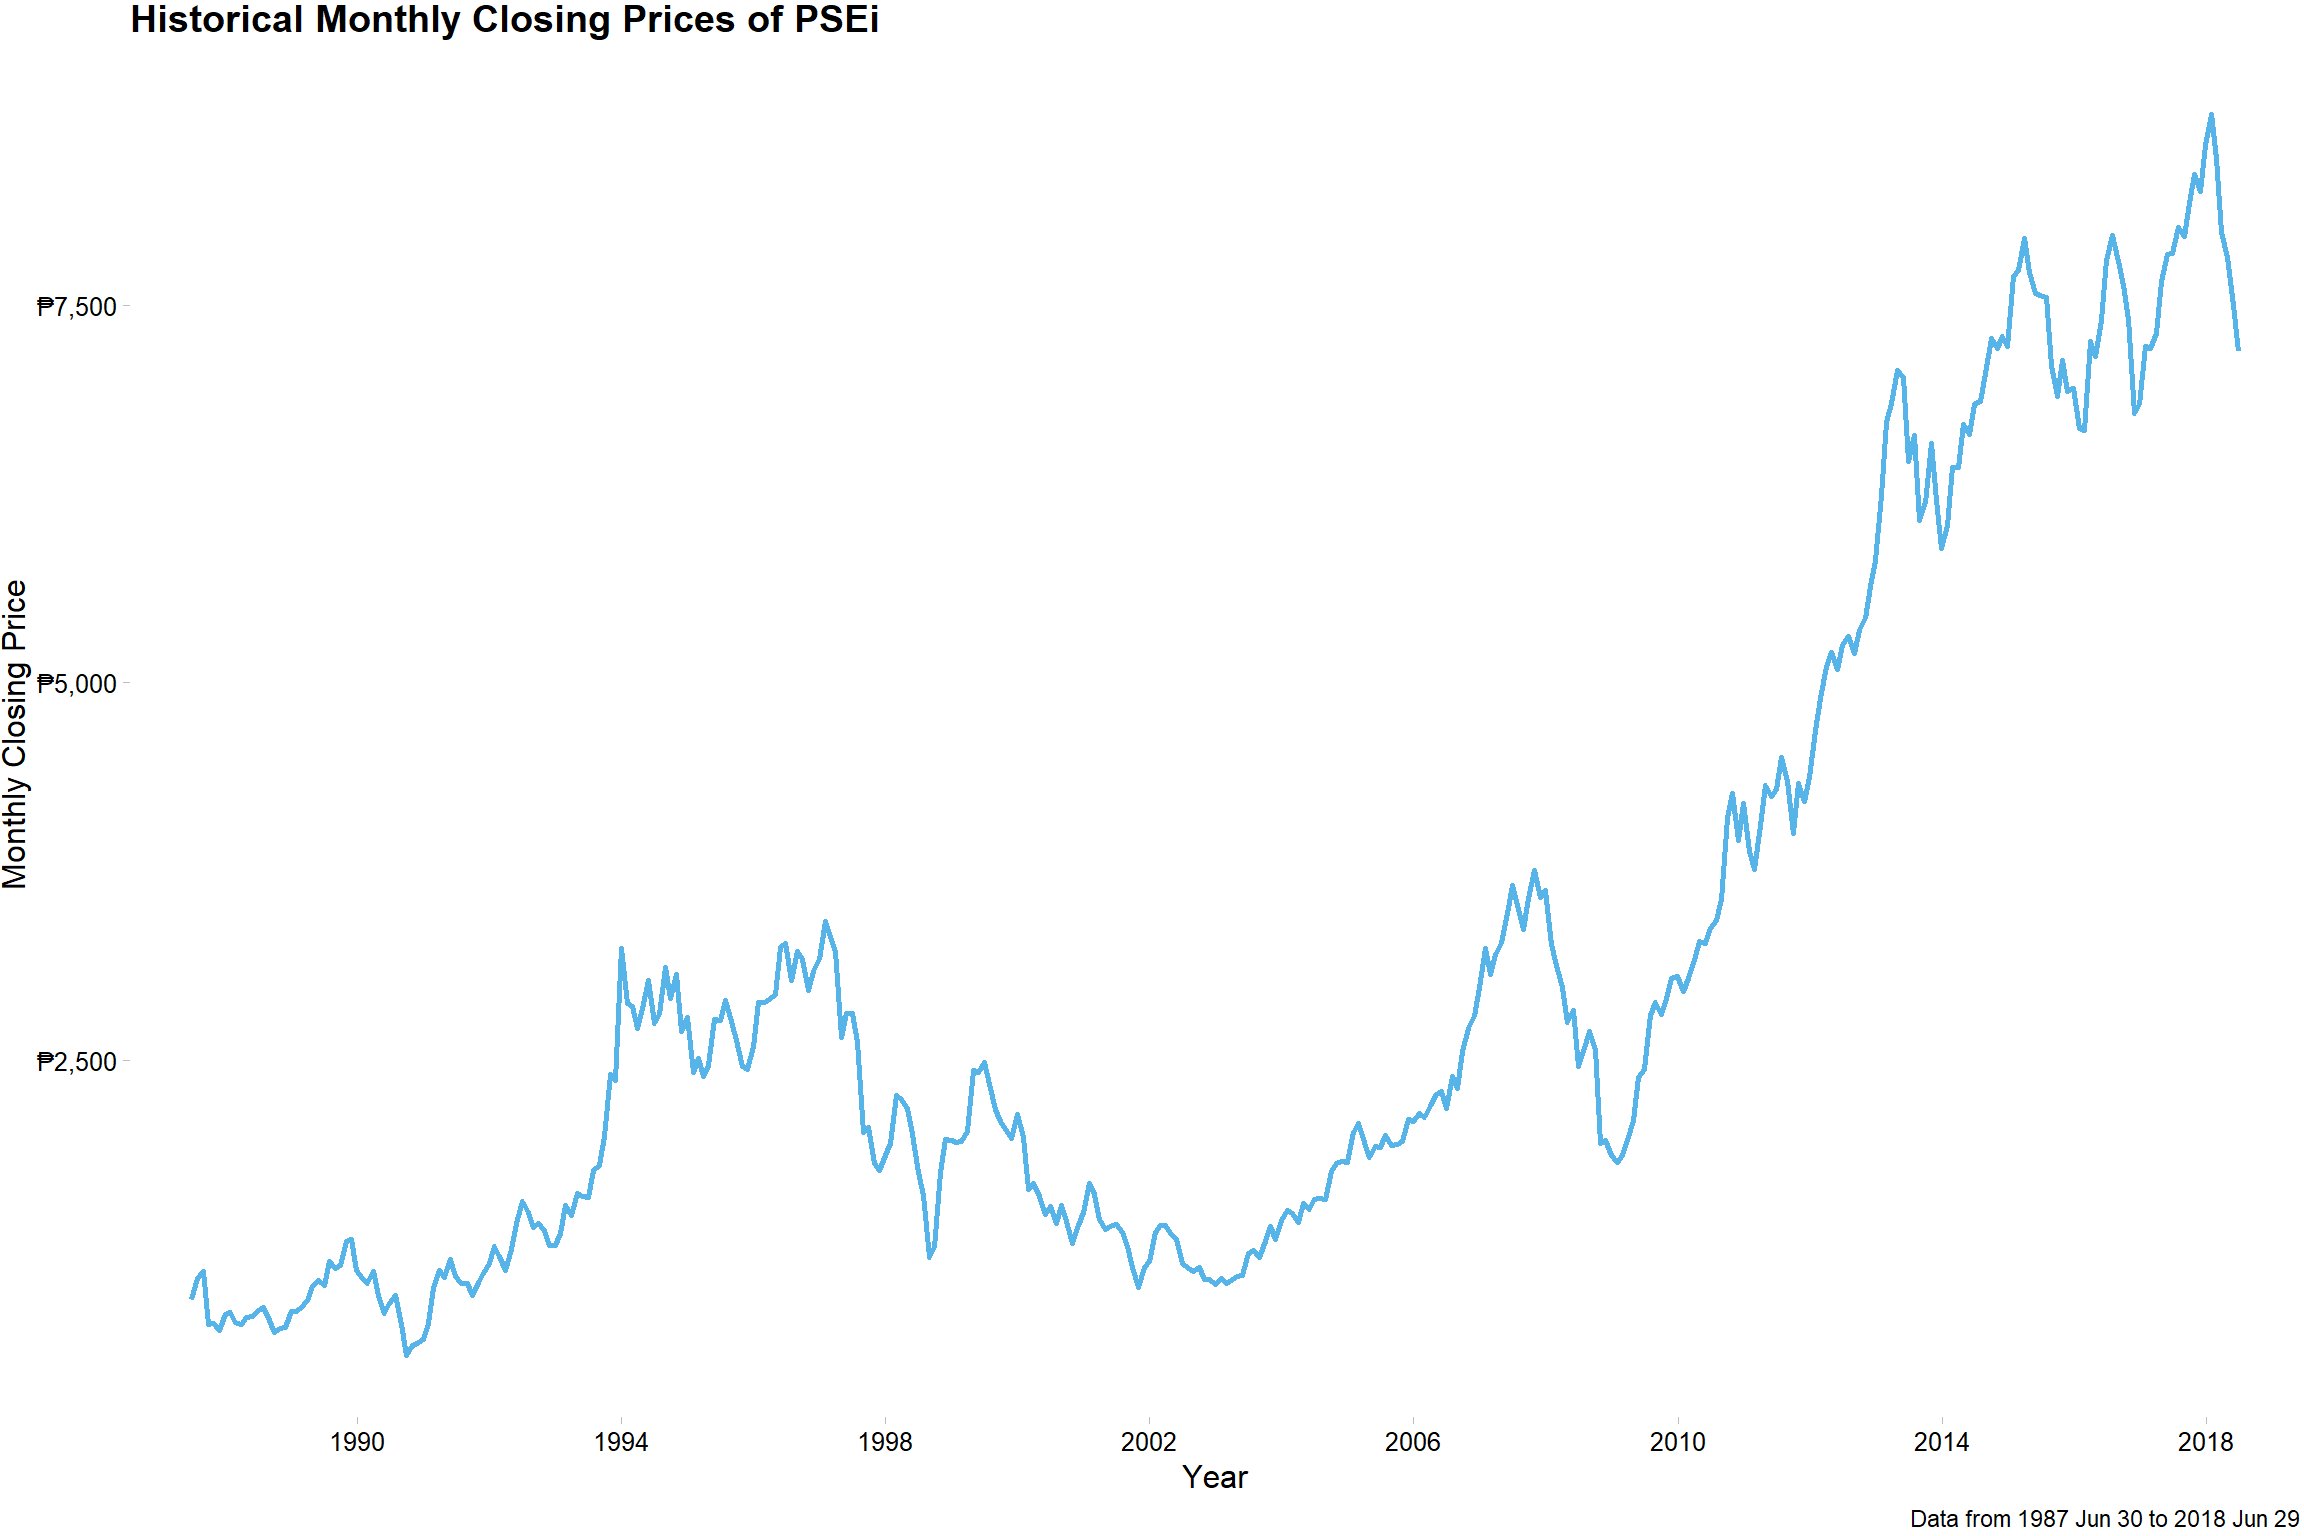 Historical Monthly Closing Prices of PSEi
Monthly Closing Price
₱7,500
₱5,000
₱2,500
1990 1994 1998 2002 2006 2010 2014 2018
Year
Data from 1987 Jun 30 to 2018 Jun 29